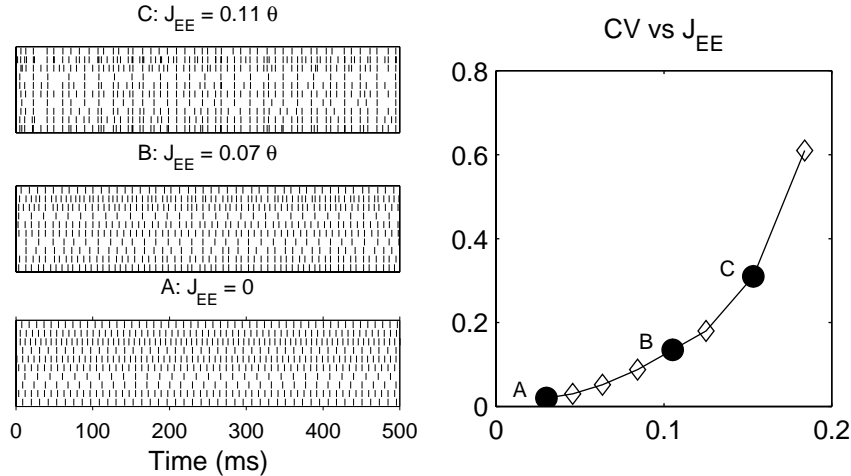 C: J_EE = 0.11 θ
B: J_EE = 0.07 θ
A: J_EE = 0
0 100 200 300 400 500
Time (ms)
CV vs J_EE
0.8
0.6
0.4
0.2
0
C
B
A
0 0.1 0.2